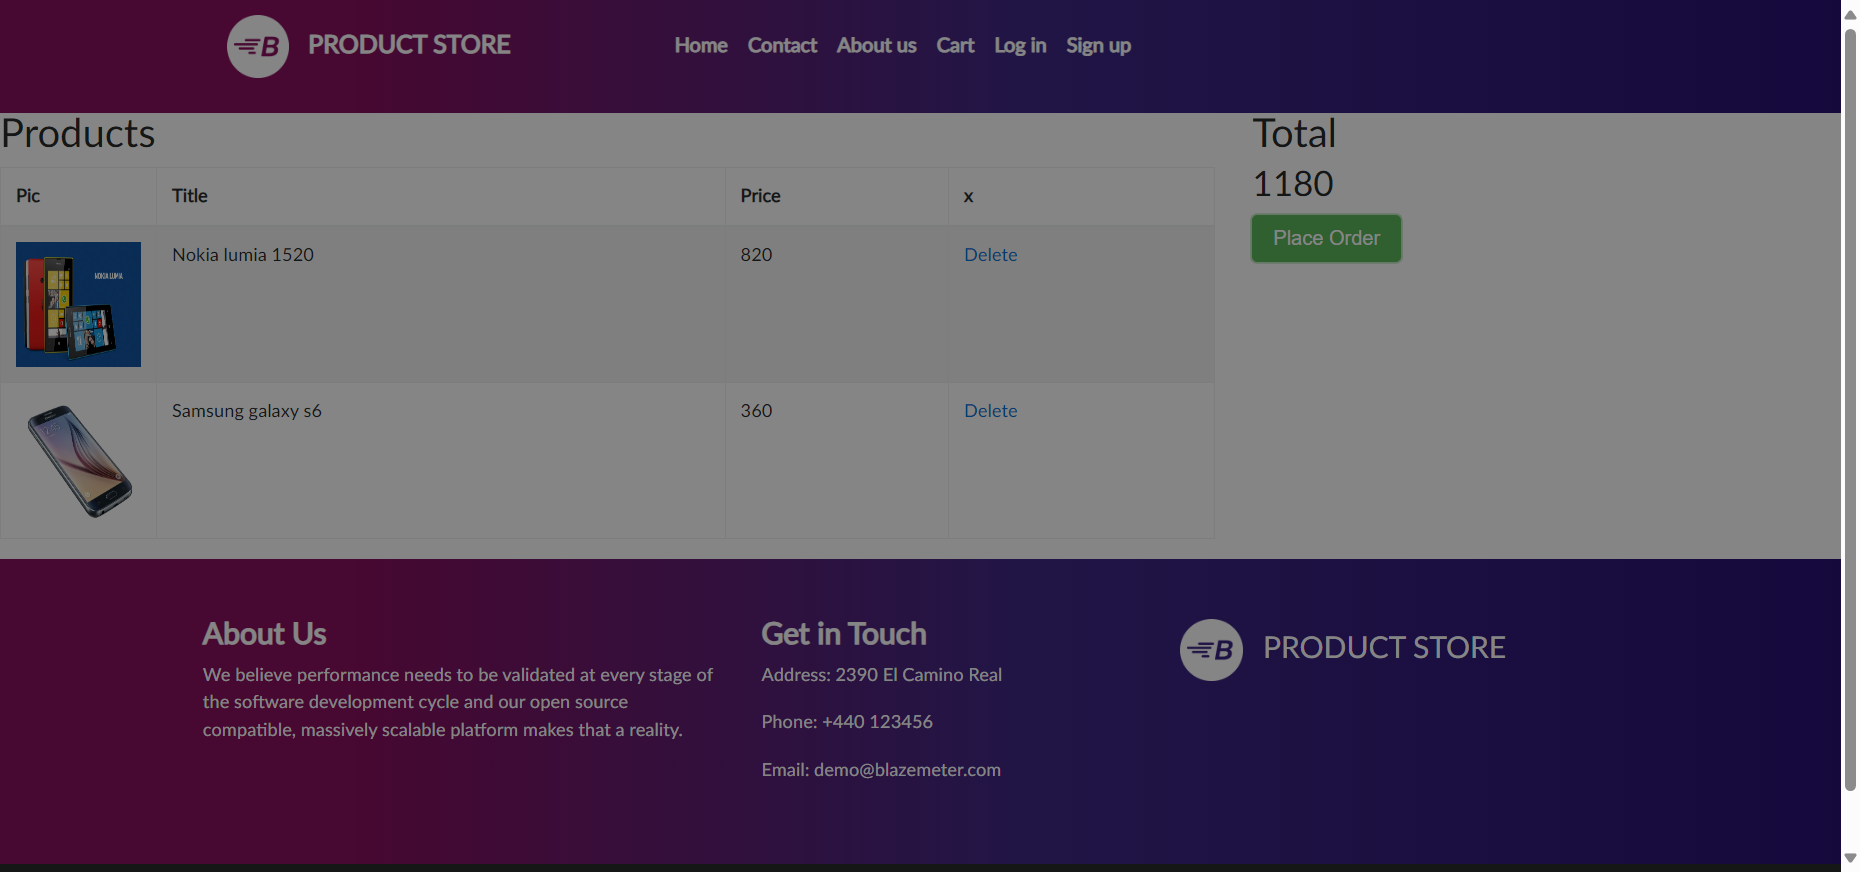 B PRODUCT STORE
Home Contact About us Cart Log in Sign up
Products
Pic Title Price x
NOKIA LUMIA
Nokia lumia 1520 820 Delete
Samsung galaxy s6 360 Delete
Total
1180
Place Order
About Us
We believe performance needs to be validated at every stage of
the software development cycle and our open source
compatible, massively scalable platform makes that a reality.
Get in Touch
Address: 2390 El Camino Real
Phone: +440 123456
Email: demo@blazemeter.com
B PRODUCT STORE